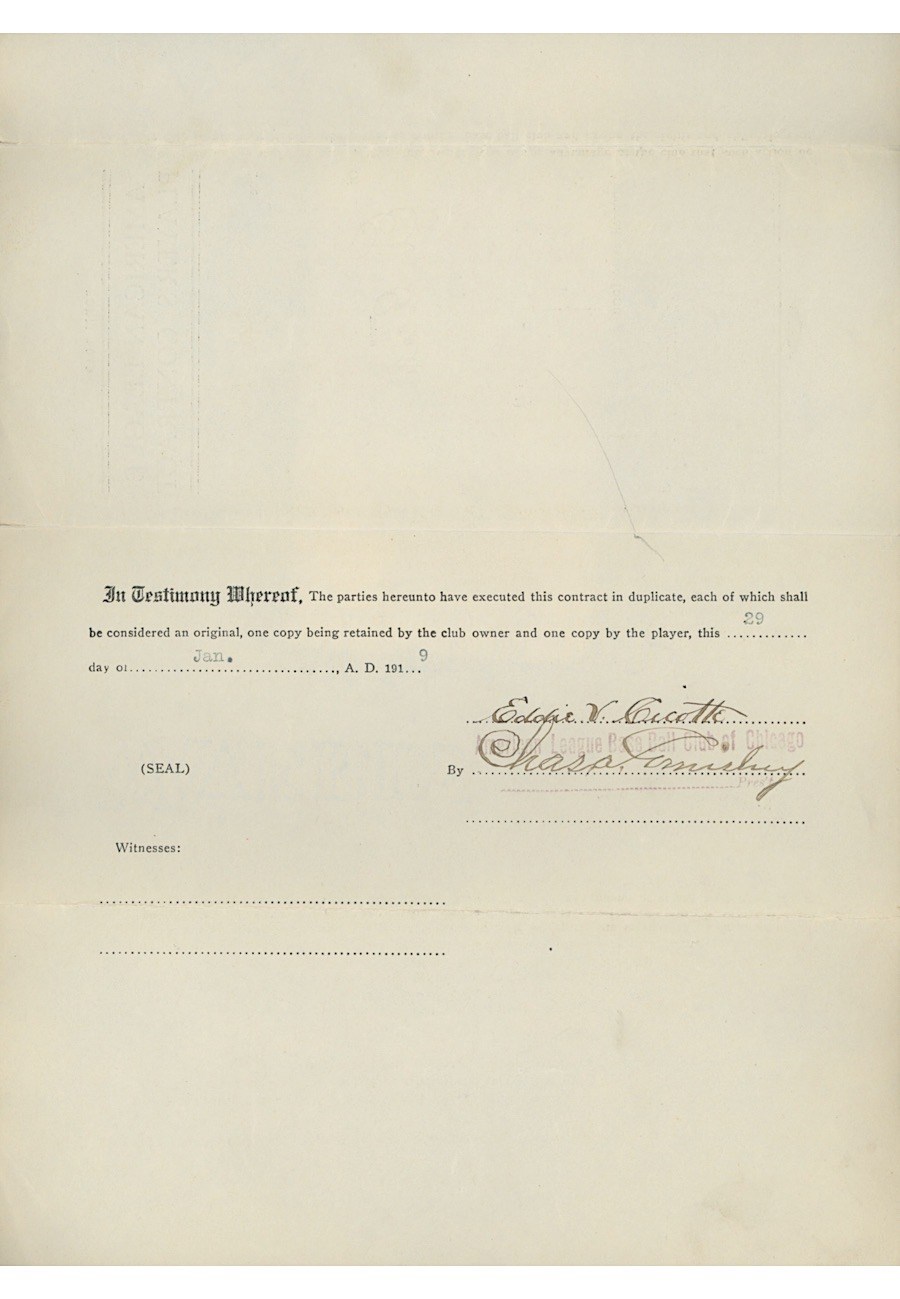 In Testimony Whereof, The parties hereunto have executed this contract in duplicate, each of which shall
be considered an original, one copy being retained by the club owner and one copy by the player, this 29
day of Jan., A. D. 1919
Eddie V. Cicotte
American League Base Ball Club of Chicago
(SEAL)
By Chas a. Comiskey
Pres't
Witnesses: